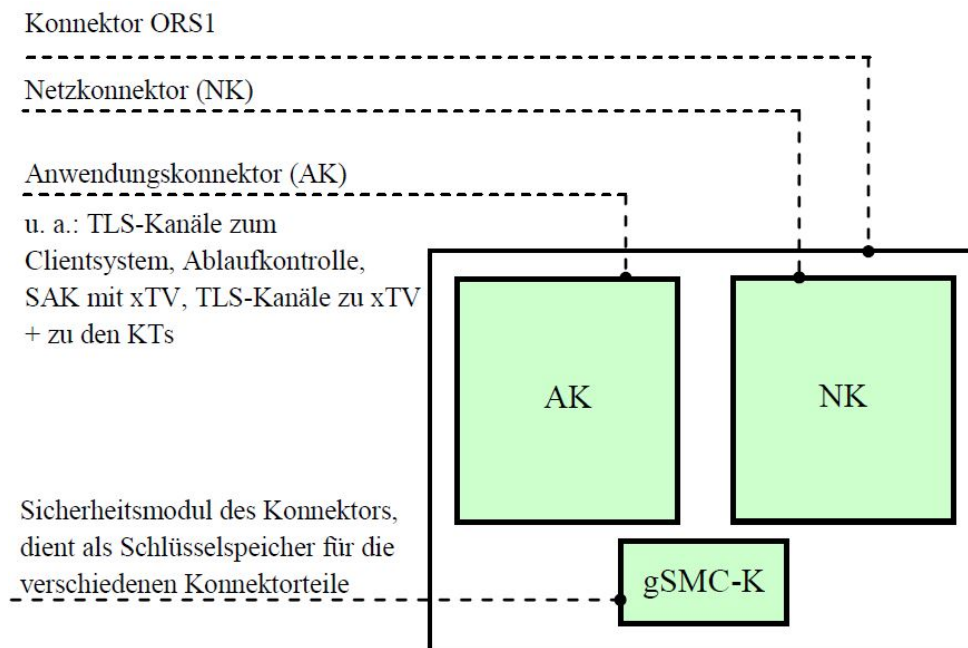 Konnektor ORS1
Netzkonnektor (NK)
Anwendungskonnektor (AK)
u. a.: TLS-Kanäle zum
Clientsystem, Ablaufkontrolle,
SAK mit xTV, TLS-Kanäle zu xTV
+ zu den KTs
AK
NK
Sicherheitsmodul des Konnektors,
dient als Schlüsselspeicher für die
verschiedenen Konnektorteile
gSMC-K